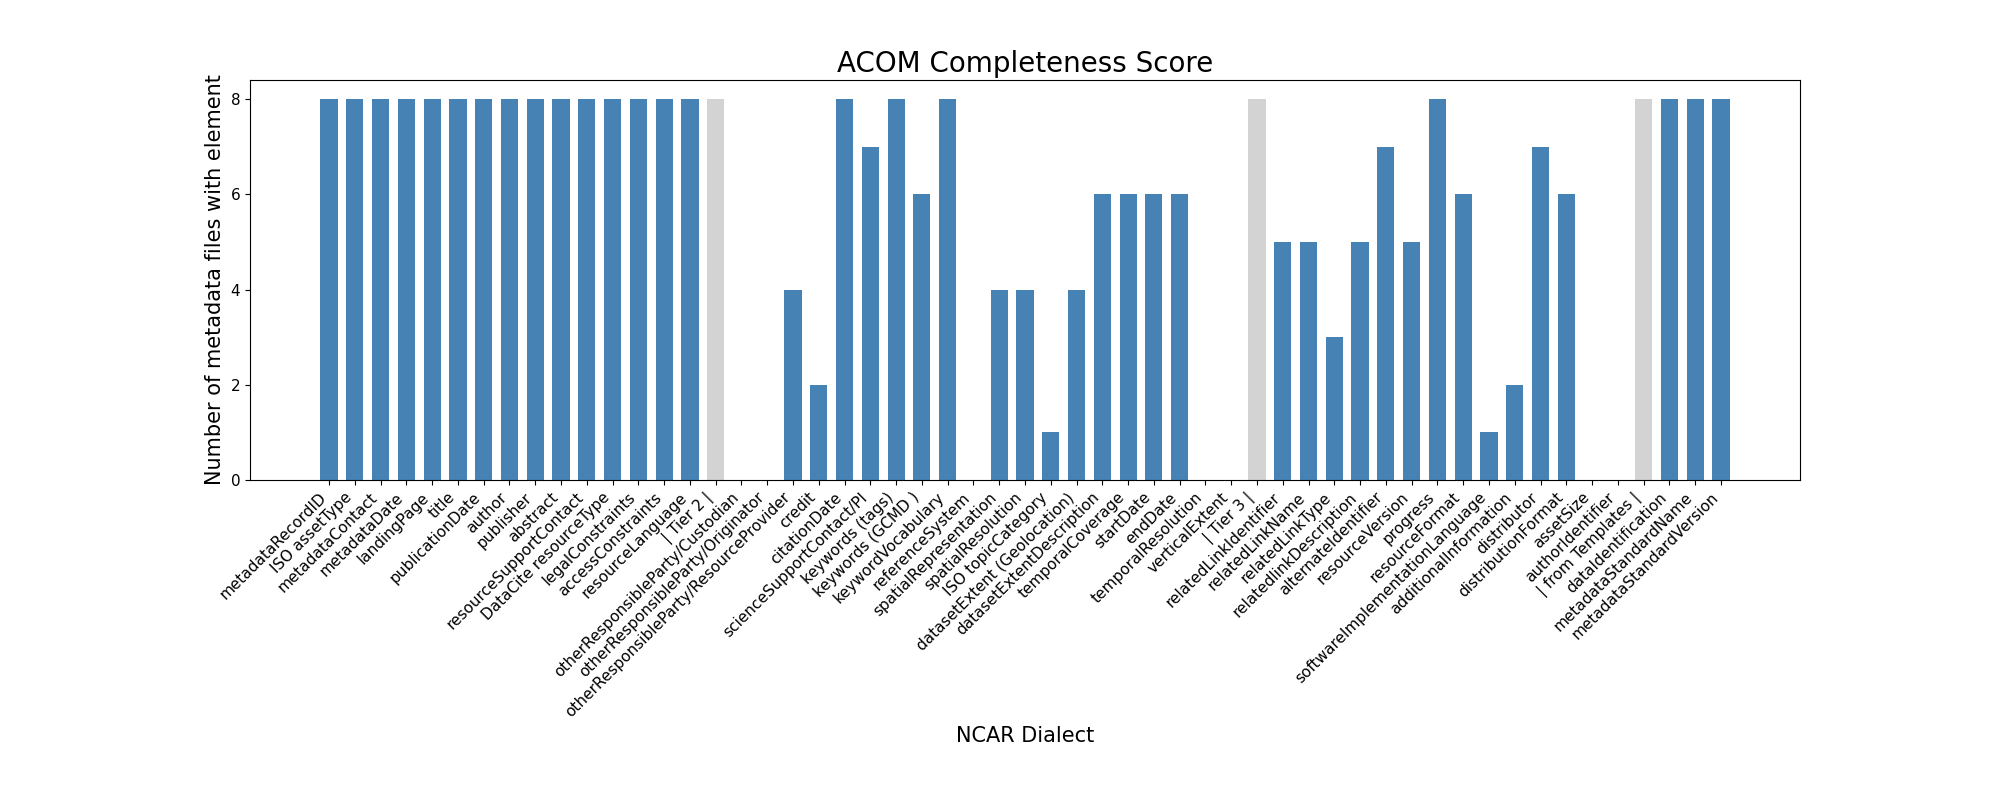 ACOM Completeness Score
Number of metadata files with element
8
6
4
2
0
metadataRecordID
ISO assetType
metadataContact
metadataDate
landingPage
title
publicationDate
author
publisher
abstract
resourceSupportContact
DataCite resourceType
legalConstraints
accessConstraints
resourceLanguage
| Tier 2 |
otherResponsibleParty/Custodian
otherResponsibleParty/Originator
otherResponsibleParty/ResourceProvider
credit
citationDate
scienceSupportContact/PI
keywords (tags)
keywords (GCMD )
keywordVocabulary
referenceSystem
spatialRepresentation
spatialResolution
ISO topicCategory
datasetExtent (Geolocation)
datasetExtentDescription
temporalCoverage
startDate
endDate
temporalResolution
verticalExtent
| Tier 3 |
relatedLinkIdentifier
relatedLinkName
relatedLinkType
relatedlinkDescription
alternateIdentifier
resourceVersion
progress
resourceFormat
softwareImplementationLanguage
additionalInformation
distributor
distributionFormat
assetSize
authorIdentifier
| from Templates |
dataIdentification
metadataStandardName
metadataStandardVersion
NCAR Dialect